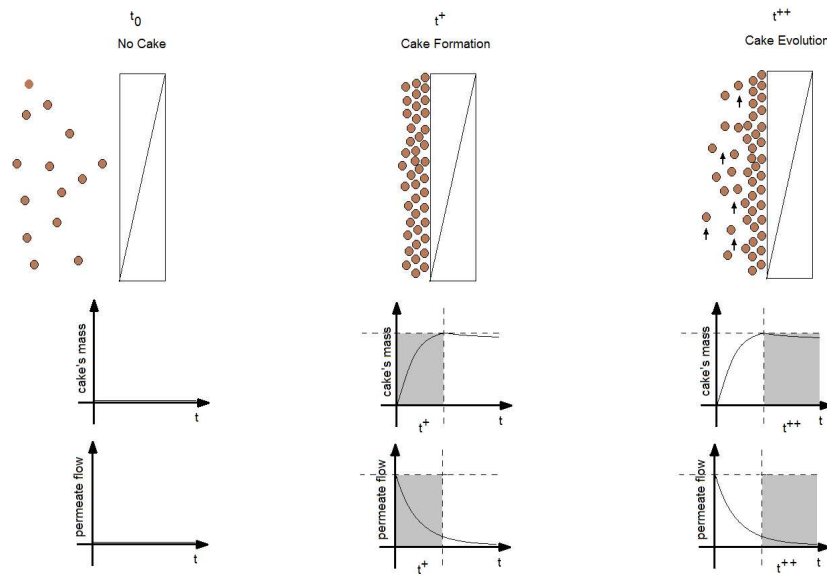 t0
No Cake
t+
Cake Formation
t++
Cake Evolution
cake's mass
t
cake's mass
t+
t
cake's mass
t++
t
permeate flow
t
permeate flow
t+
t
permeate flow
t++
t